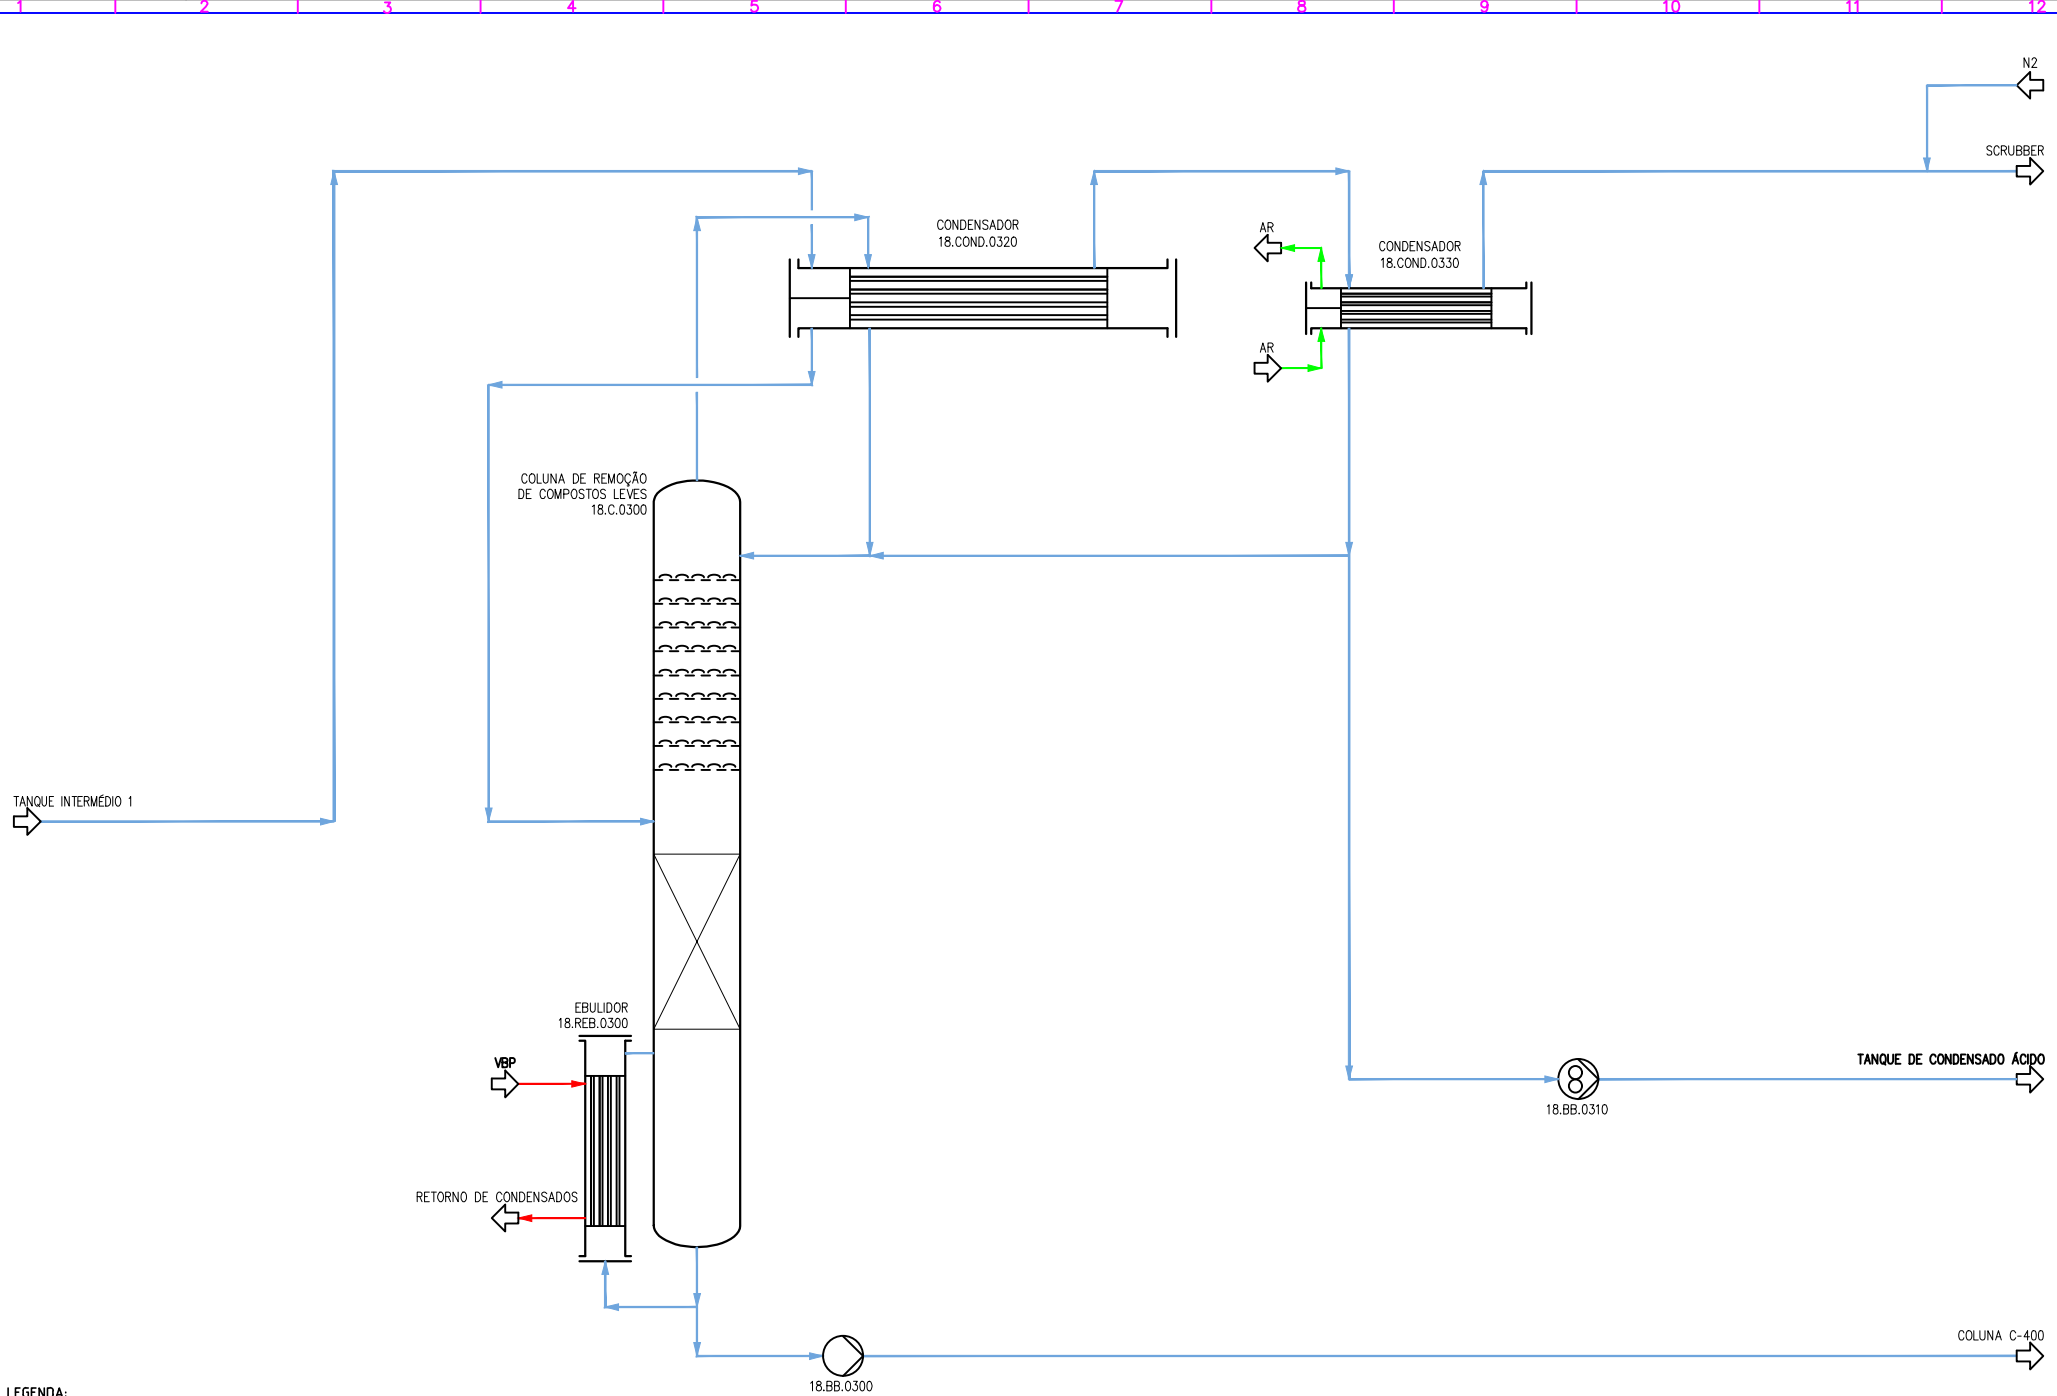 1 2 3 4 5 6 7 8 9 10 11 12
N2
SCRUBBER
CONDENSADOR
18.COND.0320
AR
CONDENSADOR
18.COND.0330
AR
COLUNA DE REMOÇÃO
DE COMPOSTOS LEVES
18.C.0300
TANQUE INTERMÉDIO 1
EBULIDOR
18.REB.0300
VBP
TANQUE DE CONDENSADO ÁCIDO
18.BB.0310
RETORNO DE CONDENSADOS
COLUNA C-400
18.BB.0300
LEGENDA: